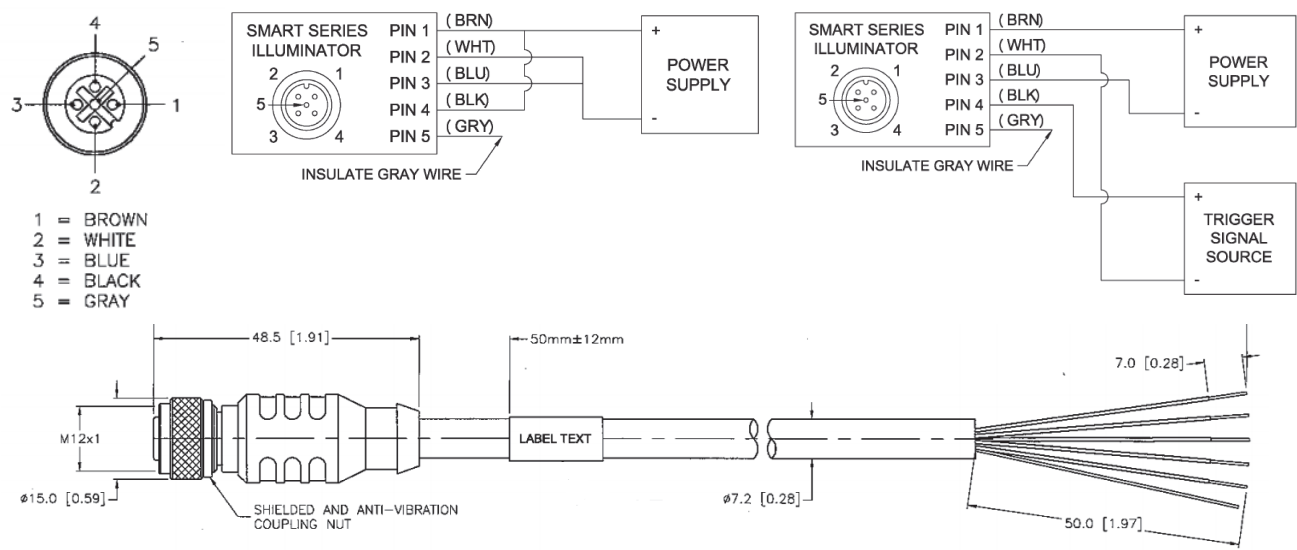 4
5
3
1
2
1 = BROWN
2 = WHITE
3 = BLUE
4 = BLACK
5 = GRAY
SMART SERIES
ILLUMINATOR
2
1
5
3
4
PIN 1
(BRN)
PIN 2
(WHT)
PIN 3
(BLU)
PIN 4
(BLK)
PIN 5
(GRY)
INSULATE GRAY WIRE
+
POWER
SUPPLY
-
SMART SERIES
ILLUMINATOR
2
1
5
3
4
PIN 1
(BRN)
PIN 2
(WHT)
PIN 3
(BLU)
PIN 4
(BLK)
PIN 5
(GRY)
INSULATE GRAY WIRE
+
POWER
SUPPLY
-
+
TRIGGER
SIGNAL
SOURCE
-
48.5 [1.91]
50mm±12mm
7.0 [0.28]
M12x1
LABEL TEXT
ø15.0 [0.59]
SHIELDED AND ANTI-VIBRATION
COUPLING NUT
ø7.2 [0.28]
50.0 [1.97]